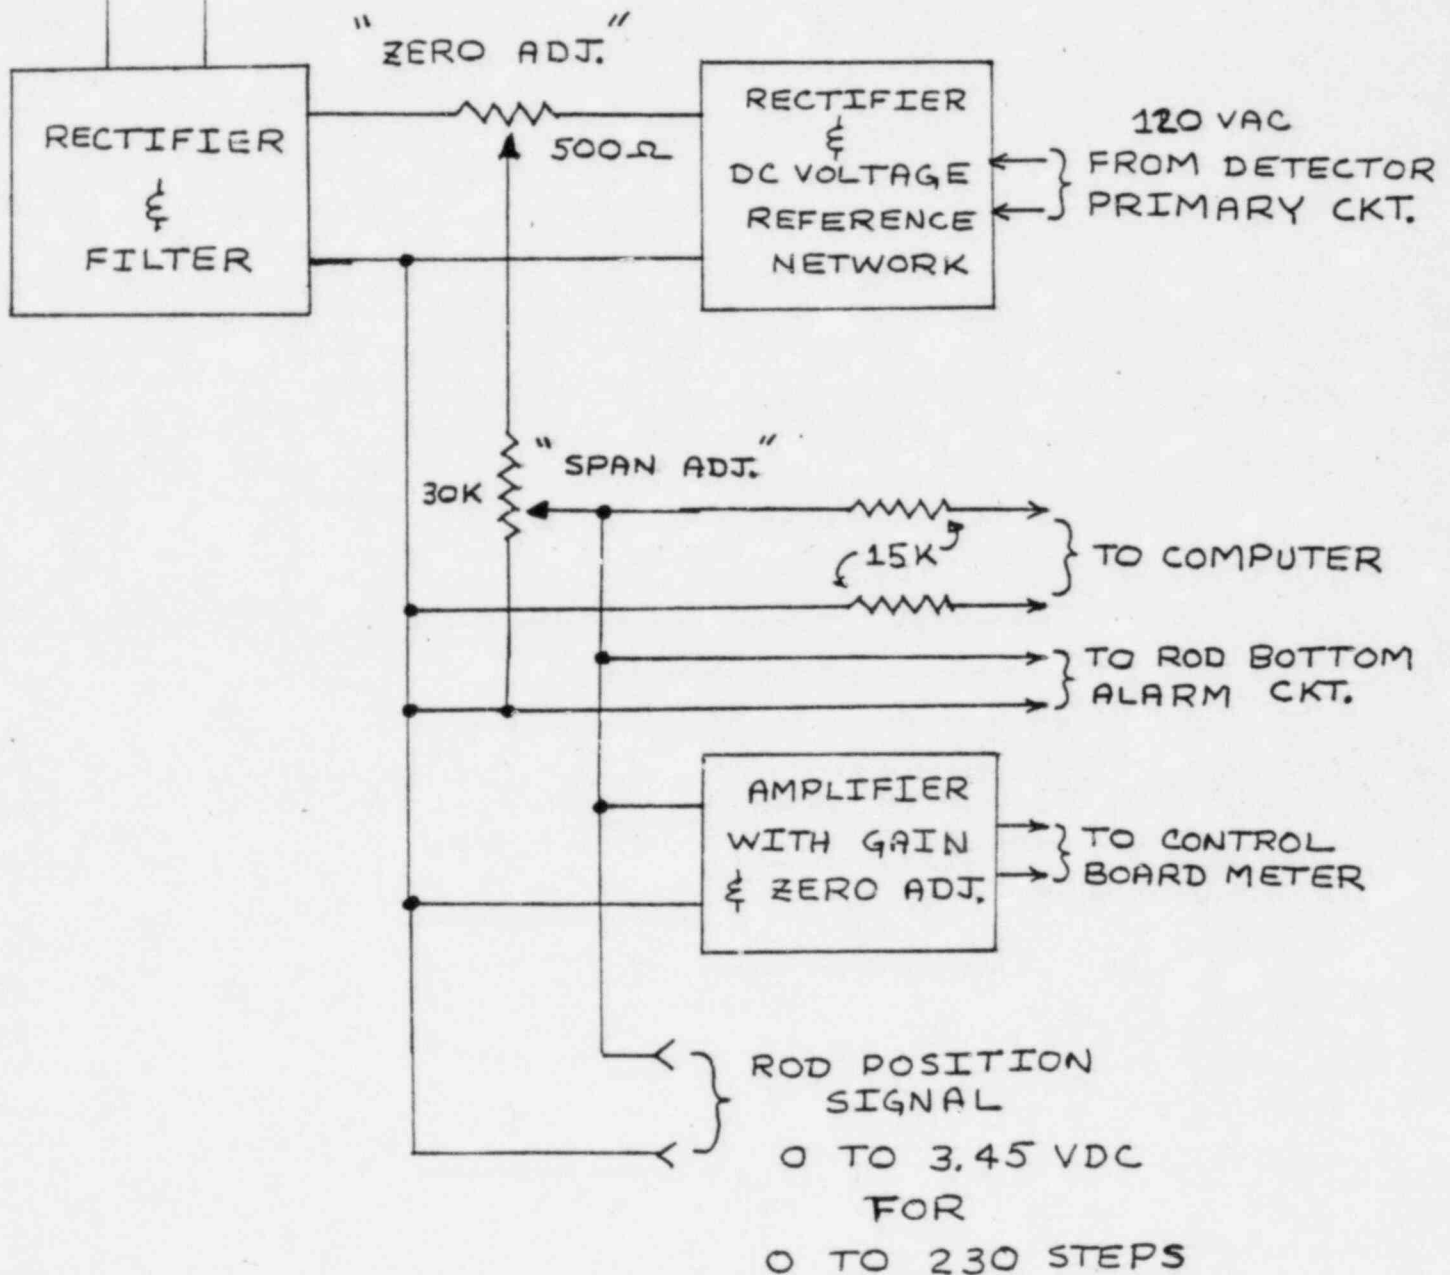 "ZERO ADJ."
500Ω
RECTIFIER
&
FILTER
RECTIFIER
&
DC VOLTAGE
REFERENCE
NETWORK
120 VAC
FROM DETECTOR
PRIMARY CKT.
"SPAN ADJ."
30K
15K
TO COMPUTER
TO ROD BOTTOM
ALARM CKT.
AMPLIFIER
WITH GAIN
& ZERO ADJ.
TO CONTROL
BOARD METER
ROD POSITION
SIGNAL
0 TO 3.45 VDC
FOR
0 TO 230 STEPS